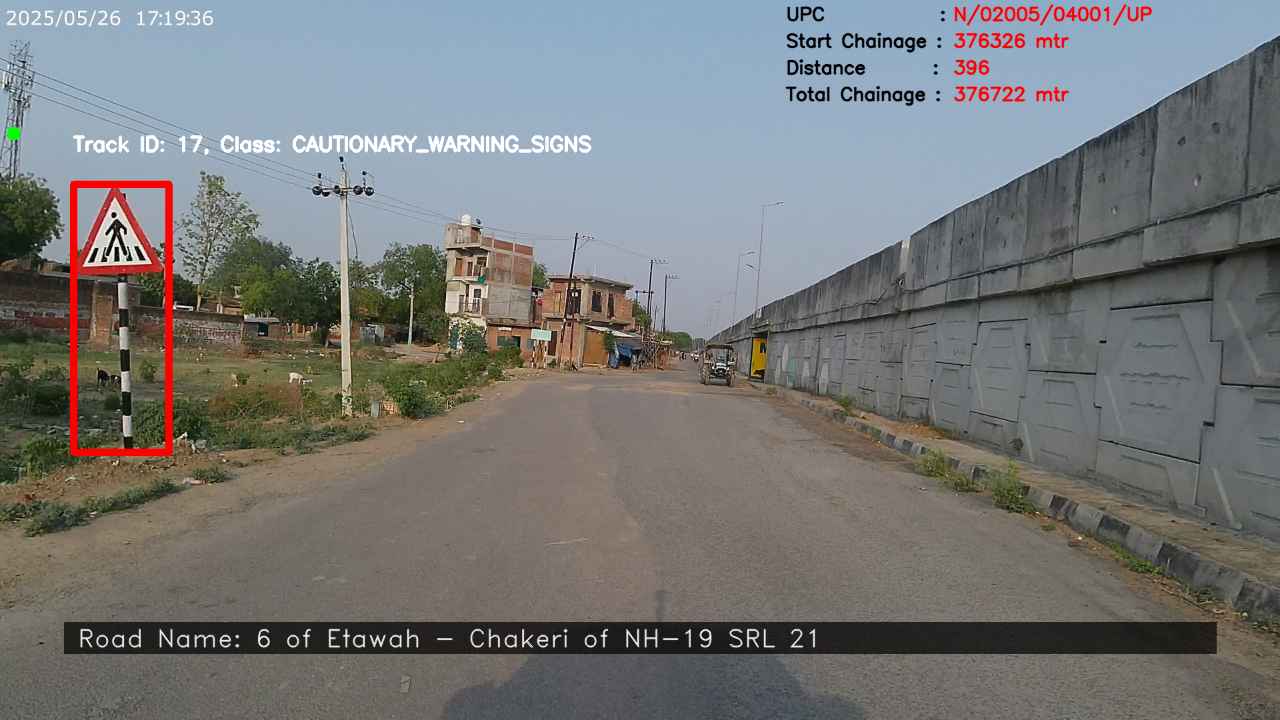 2025/05/26 17:19:36
UPC : N/02005/04001/UP
Start Chainage : 376326 mtr
Distance : 396
Total Chainage : 376722 mtr
Track ID: 17, Class: CAUTIONARY_WARNING_SIGNS
Road Name: 6 of Etawah - Chakeri of NH-19 SRL 21